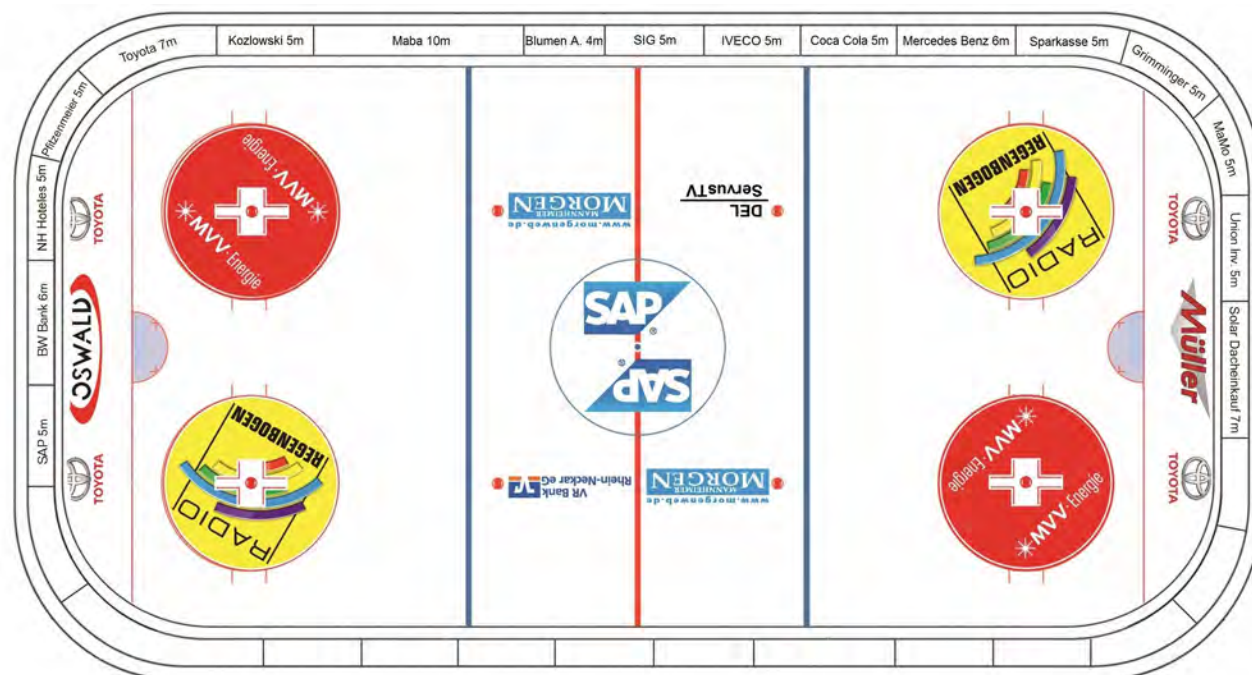 Toyota 7m
Kozlowski 5m
Maba 10m
Blumen A. 4m
SIG 5m
IVECO 5m
Coca Cola 5m
Mercedes Benz 6m
Sparkasse 5m
Grimminger 5m
MaMo 5m
Union Inv. 5m
Solar Dacheinkauf 7m
Pfitzenmeier 5m
NH Hoteles 5m
BW Bank 6m
SAP 5m
TOYOTA
OSWALD
TOYOTA
MVV Energie
MVV Energie
REGENBOGEN
RADIO
www.morgenweb.de
MANNHEIMER
MORGEN
DEL
ServusTV
SAP
®
SAP
®
VR Bank
Rhein-Neckar eG
www.morgenweb.de
MANNHEIMER
MORGEN
REGENBOGEN
RADIO
MVV Energie
MVV Energie
TOYOTA
Müller
TOYOTA